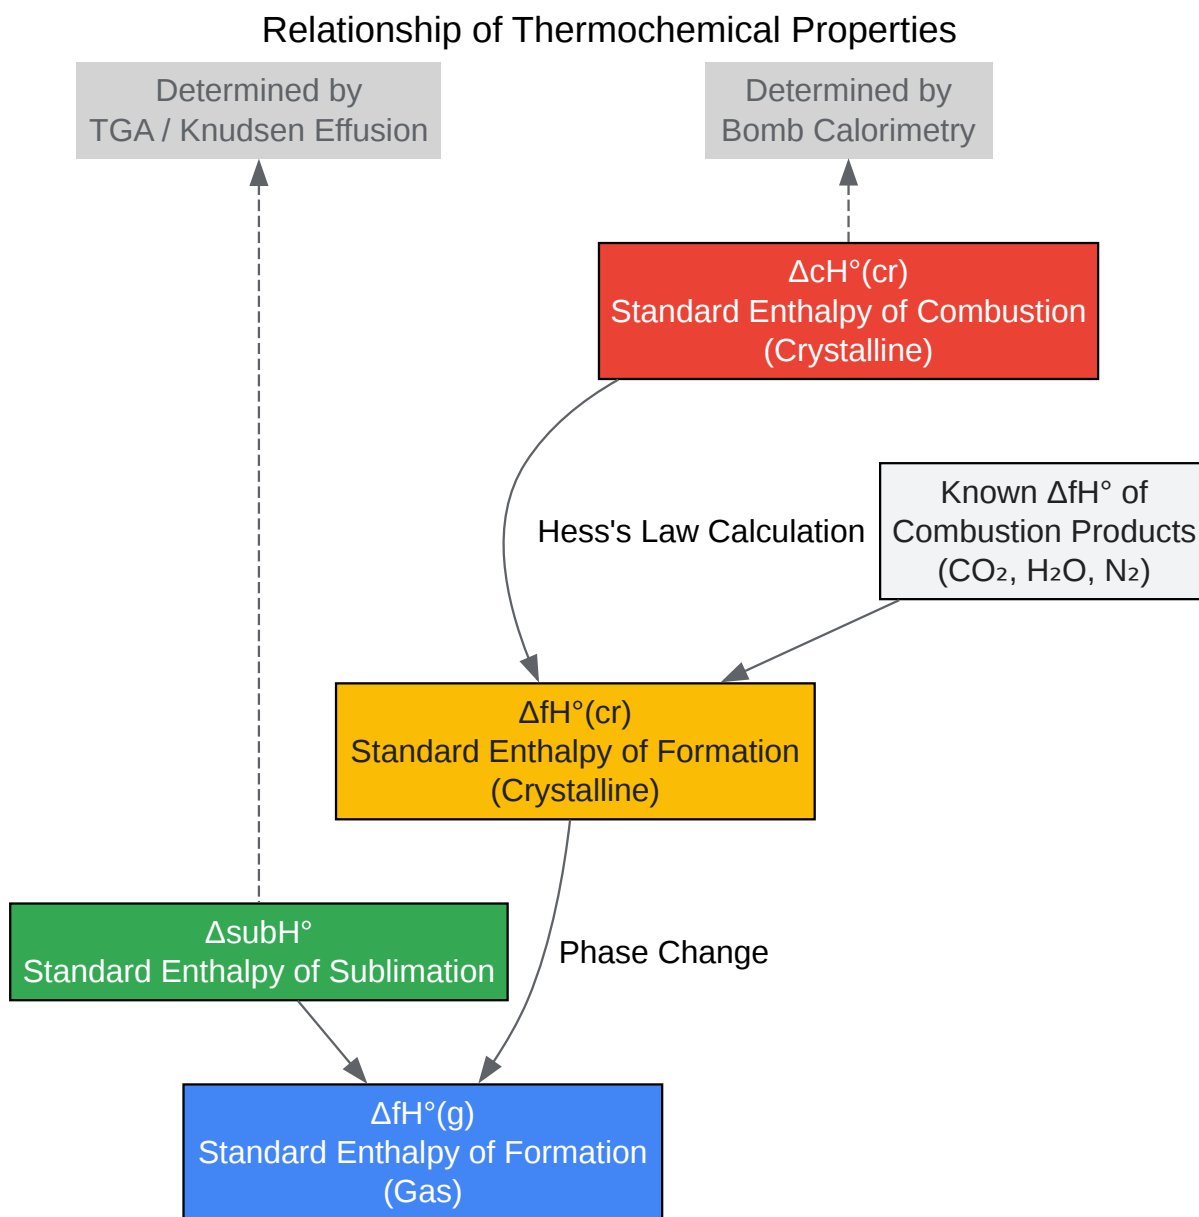 Relationship of Thermochemical Properties
Determined by
TGA / Knudsen Effusion
Determined by
Bomb Calorimetry
ΔcH°(cr)
Standard Enthalpy of Combustion
(Crystalline)
Hess's Law Calculation
Known ΔfH° of
Combustion Products
(CO₂, H₂O, N₂)
ΔfH°(cr)
Standard Enthalpy of Formation
(Crystalline)
ΔsubH°
Standard Enthalpy of Sublimation
Phase Change
ΔfH°(g)
Standard Enthalpy of Formation
(Gas)